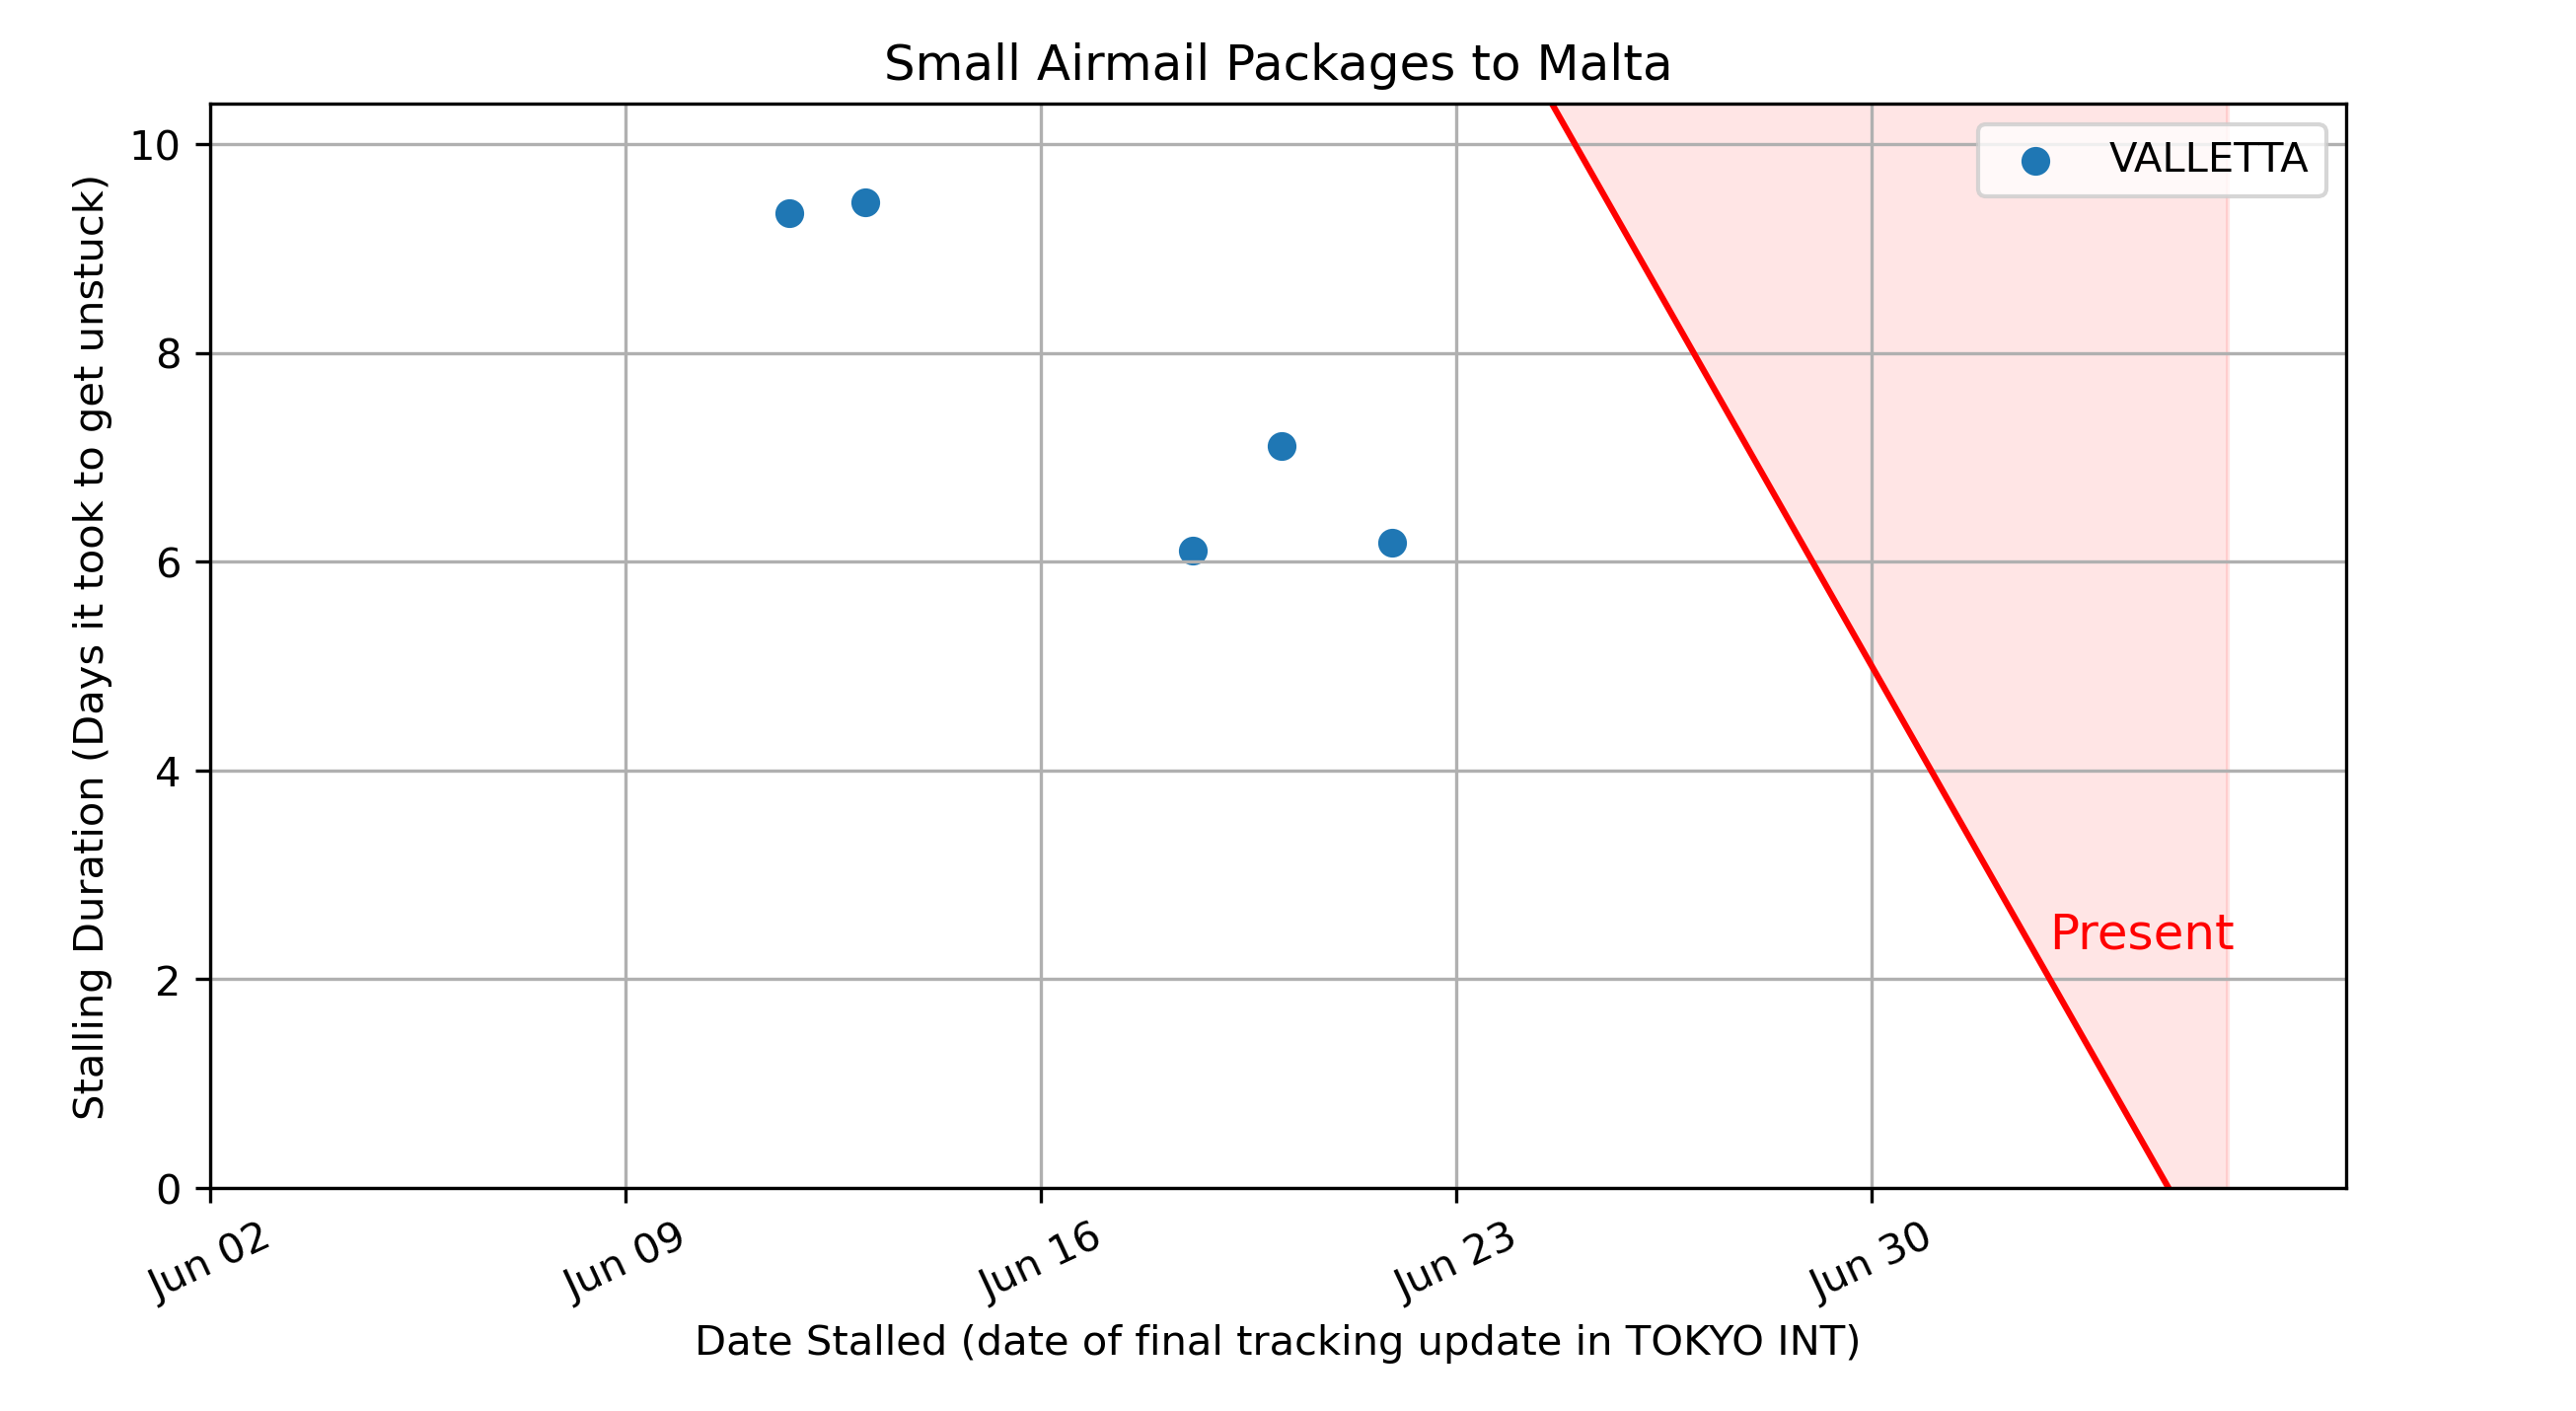 Small Airmail Packages to Malta
Stalling Duration (Days it took to get unstuck)
10
8
6
4
2
0
VALLETTA
Present
Jun 02
Jun 09
Jun 16
Jun 23
Jun 30
Date Stalled (date of final tracking update in TOKYO INT)